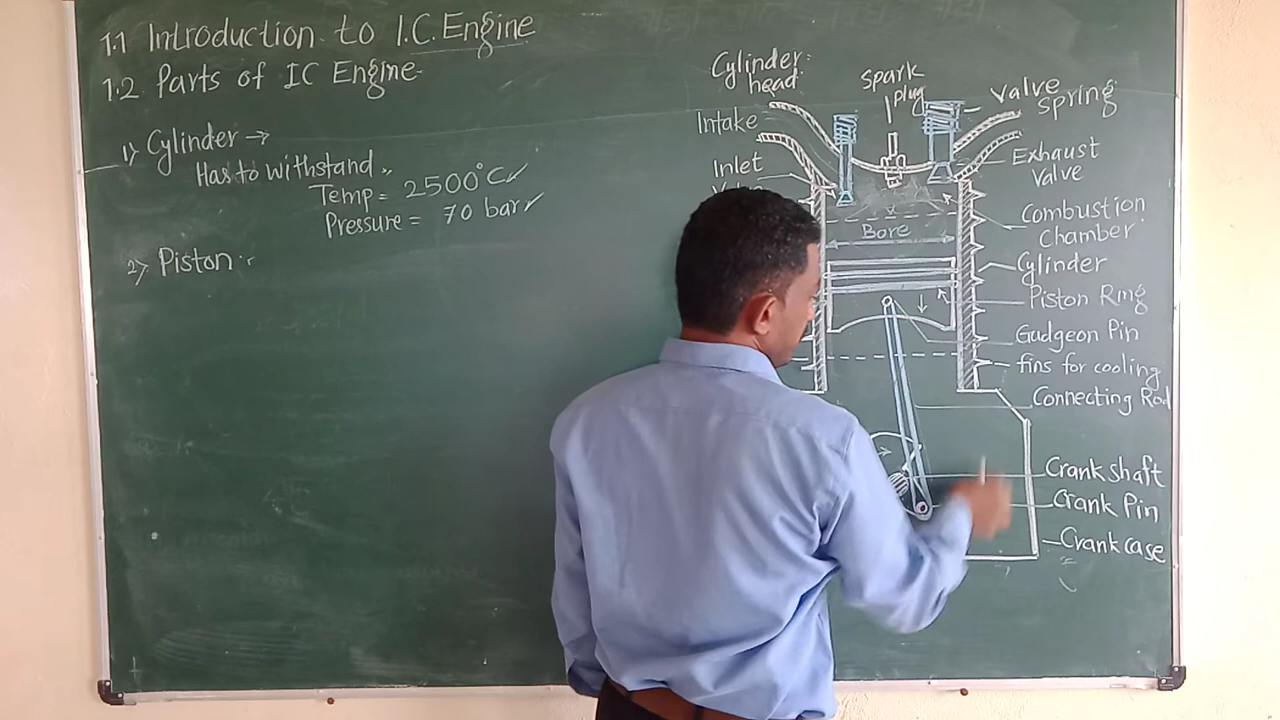 1.1 Introduction to I.C. Engine
1.2 Parts of IC Engine
1) Cylinder →
Has to withstand
Temp = 2500°C ✓
Pressure = 70 bar ✓
2) Piston :
Cylinder
head
Spark
plug
Valve
Spring
Intake
Inlet
Exhaust
Valve
Combustion
Chamber
Bore
Cylinder
Piston Ring
Gudgeon Pin
fins for cooling
Connecting Rod
Crank shaft
Crank Pin
Crank case